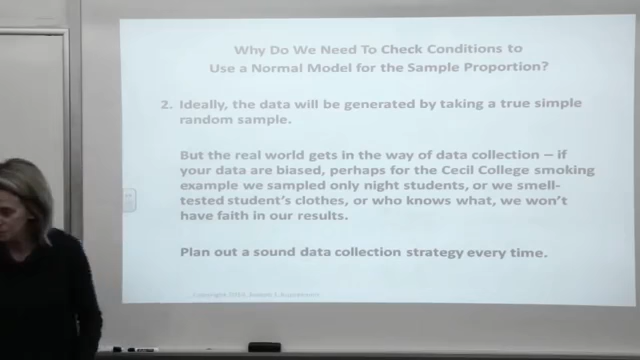 Why Do We Need To Check Conditions to
Use a Normal Model for the Sample Proportion?
2. Ideally, the data will be generated by taking a true simple
random sample.
But the real world gets in the way of data collection – if
your data are biased, perhaps for the Cecil College smoking
example we sampled only night students, or we smell-
tested student's clothes, or who knows what, we won't
have faith in our results.
Plan out a sound data collection strategy every time.
Copyright